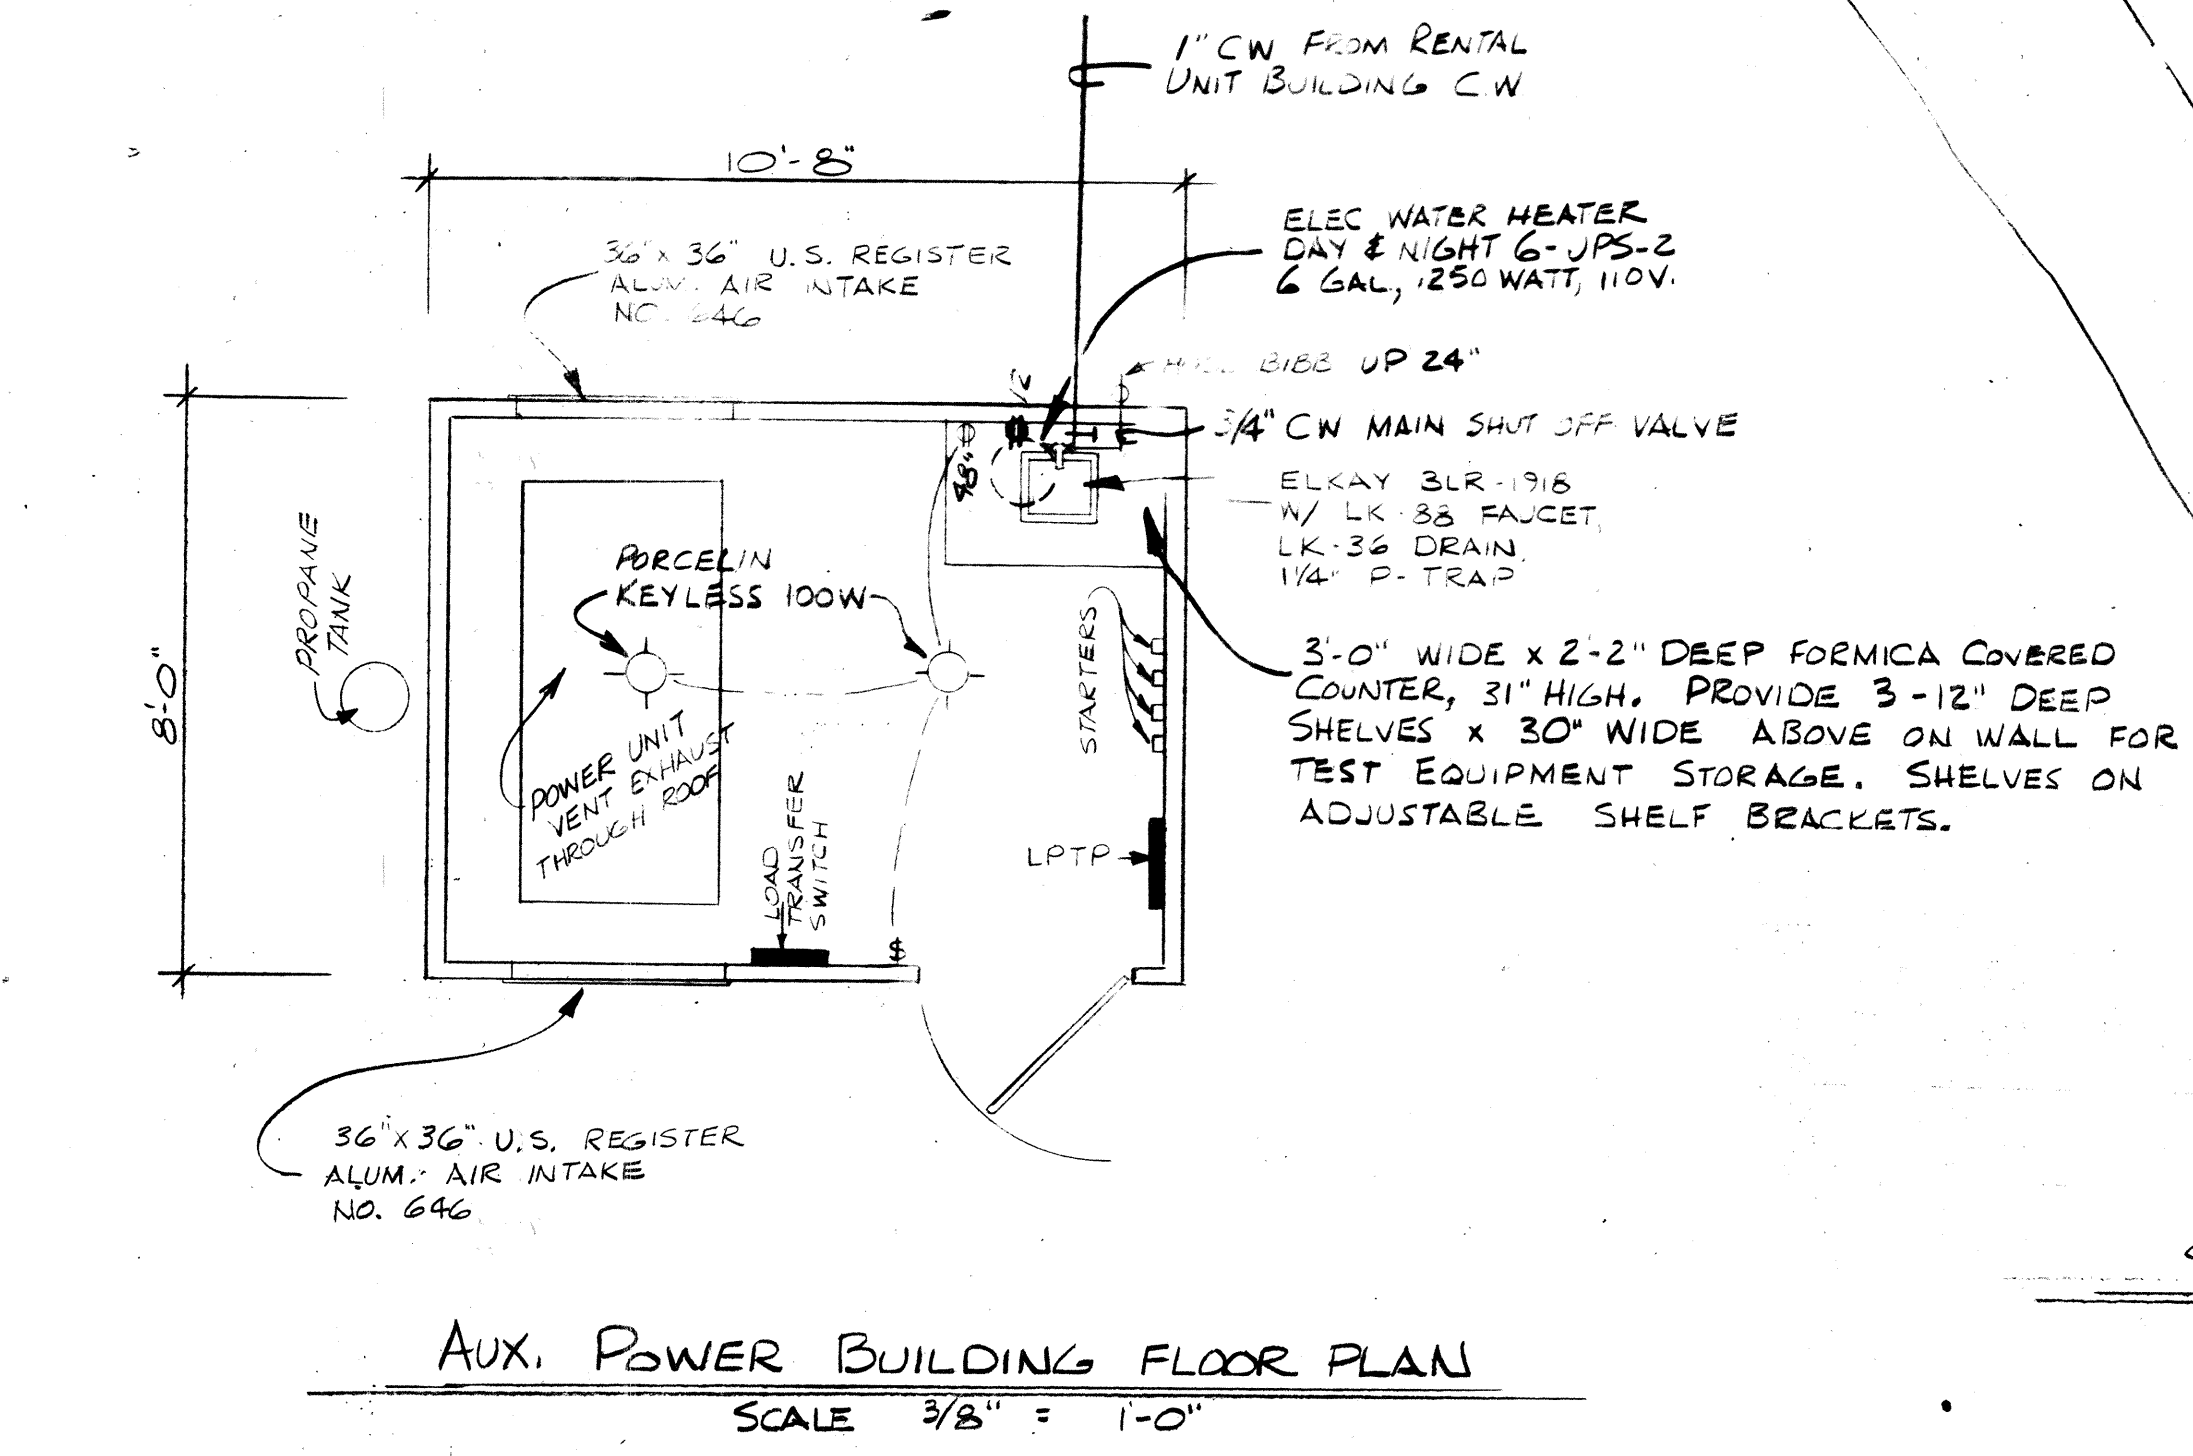 1" CW FROM RENTAL
UNIT BUILDING C.W
10'-8"
36" x 36" U.S. REGISTER
ALUM. AIR INTAKE
NO. 646
ELEC WATER HEATER
DAY & NIGHT 6-UPS-2
6 GAL., 1250 WATT, 110V.
HOSE BIBB UP 24"
3/4" CW MAIN SHUT OFF VALVE
48"
ELKAY 3LR-1918
W/ LK-88 FAUCET,
LK-36 DRAIN,
1 1/4" P-TRAP
PROPANE
TANK
8'-0"
PORCELIN
KEYLESS 100W
STARTERS
3'-0" WIDE x 2'-2" DEEP FORMICA COVERED
COUNTER, 31" HIGH. PROVIDE 3-12" DEEP
SHELVES x 30" WIDE ABOVE ON WALL FOR
TEST EQUIPMENT STORAGE. SHELVES ON
ADJUSTABLE SHELF BRACKETS.
POWER UNIT
VENT EXHAUST
THROUGH ROOF
LOAD
TRANSFER
SWITCH
LPTP
36" x 36" U.S. REGISTER
ALUM. AIR INTAKE
NO. 646
AUX. POWER BUILDING FLOOR PLAN
SCALE 3/8" = 1'-0"